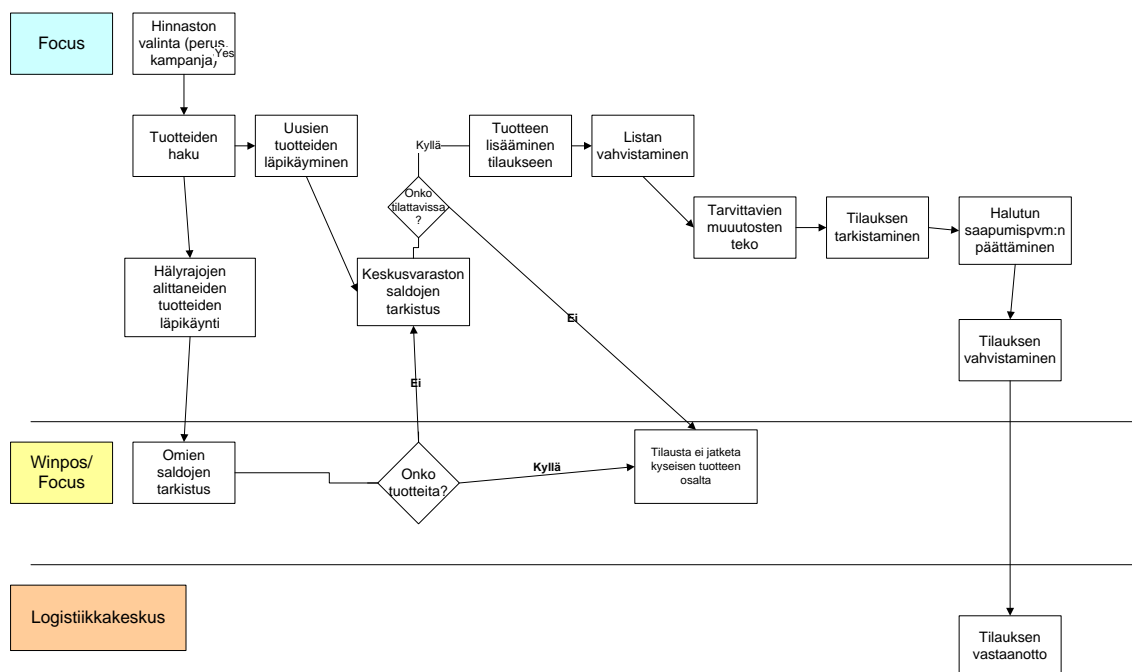 Focus
Hinnaston
valinta (perus,
kampanja)
Yes
Tuotteiden
haku
Uusien
tuotteiden
läpikäyminen
Kyllä
Tuotteen
lisääminen
tilaukseen
Listan
vahvistaminen
Onko
tilattavissa
?
Tarvittavien
muuutosten
teko
Tilauksen
tarkistaminen
Halutun
saapumispvm:n
päättäminen
Hälyrajojen
alittaneiden
tuotteiden
läpikäynti
Keskusvaraston
saldojen
tarkistus
Ei
Tilauksen
vahvistaminen
Ei
Winpos/
Focus
Omien
saldojen
tarkistus
Onko
tuotteita?
Kyllä
Tilausta ei jatketa
kyseisen tuotteen
osalta
Logistiikkakeskus
Tilauksen
vastaanotto